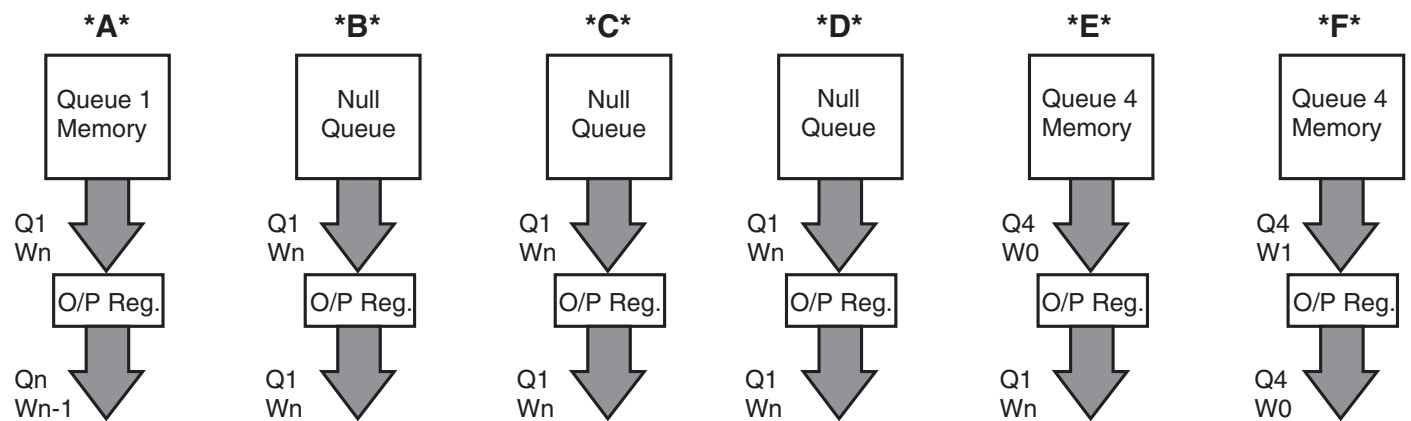 *A*
*B*
*C*
*D*
*E*
*F*
Queue 1
Memory
Null
Queue
Null
Queue
Null
Queue
Queue 4
Memory
Queue 4
Memory
Q1
Wn
Q1
Wn
Q1
Wn
Q1
Wn
Q4
W0
Q4
W1
O/P Reg.
O/P Reg.
O/P Reg.
O/P Reg.
O/P Reg.
O/P Reg.
Qn
Wn-1
Q1
Wn
Q1
Wn
Q1
Wn
Q1
Wn
Q4
W0